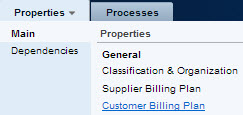 Properties Processes
Main
Dependencies
Properties
General
Classification & Organization
Supplier Billing Plan
Customer Billing Plan